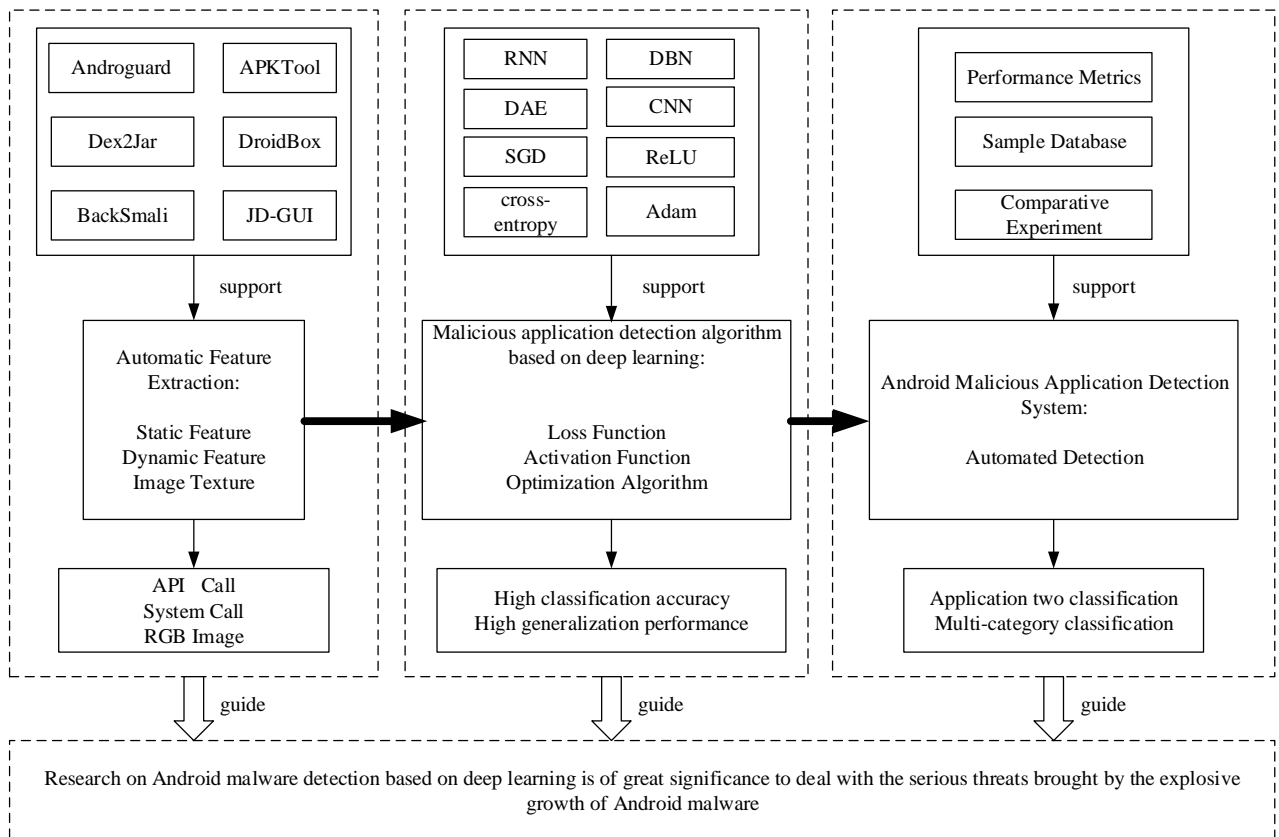 Androguard
APKTool
Dex2Jar
DroidBox
BackSmali
JD-GUI
support
Automatic Feature
Extraction:
Static Feature
Dynamic Feature
Image Texture
API Call
System Call
RGB Image
guide
RNN
DBN
DAE
CNN
SGD
ReLU
cross-
entropy
Adam
support
Malicious application detection algorithm
based on deep learning:
Loss Function
Activation Function
Optimization Algorithm
High classification accuracy
High generalization performance
guide
Performance Metrics
Sample Database
Comparative
Experiment
support
Android Malicious Application Detection
System:
Automated Detection
Application two classification
Multi-category classification
guide
Research on Android malware detection based on deep learning is of great significance to deal with the serious threats brought by the explosive
growth of Android malware